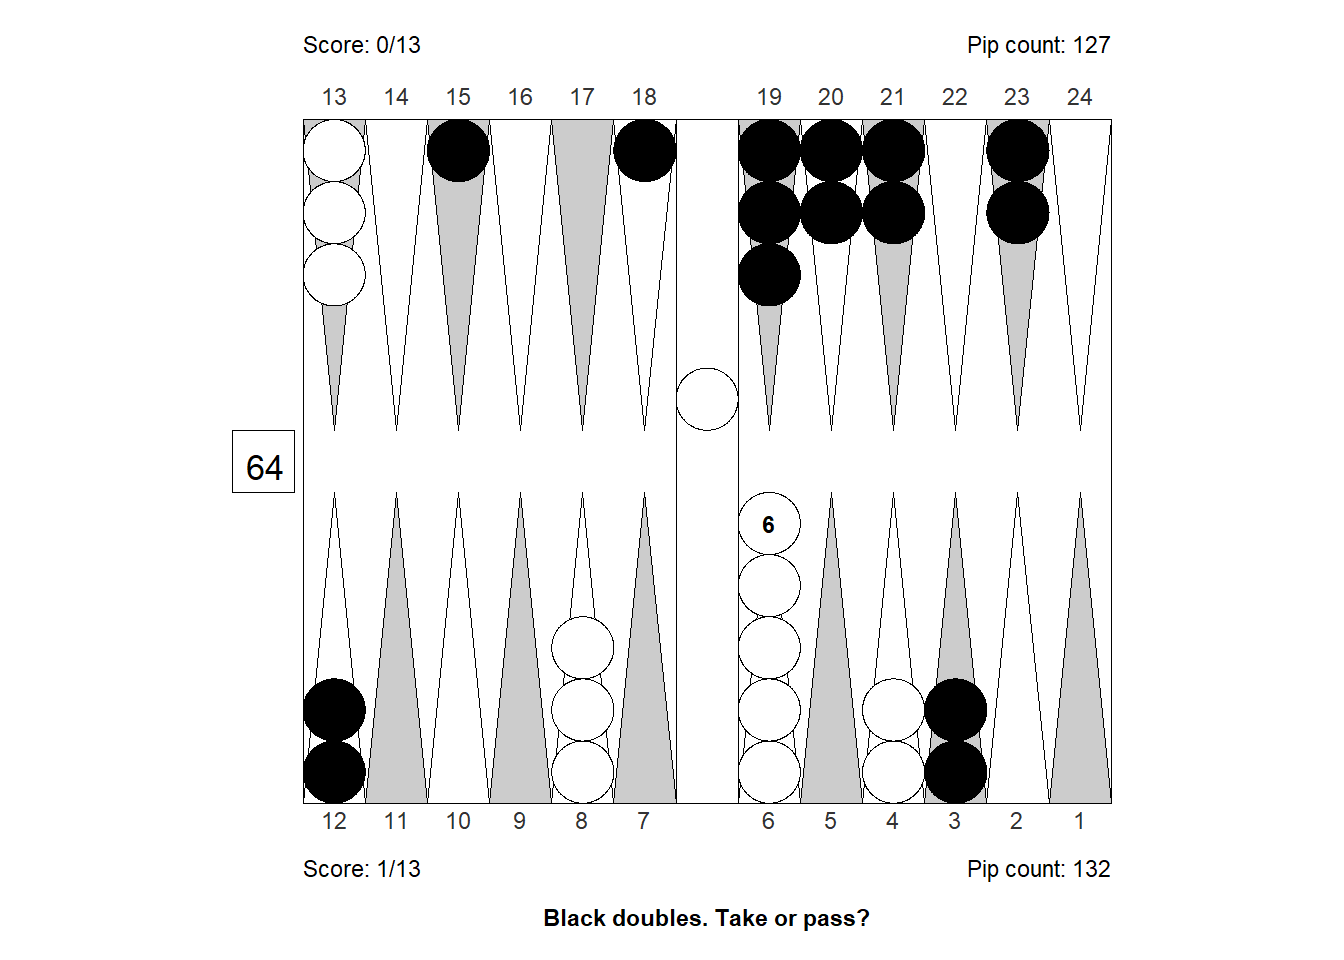 Score: 0/13 Pip count: 127
13 14 15 16 17 18 19 20 21 22 23 24
64
6
12 11 10 9 8 7 6 5 4 3 2 1
Score: 1/13 Pip count: 132
Black doubles. Take or pass?